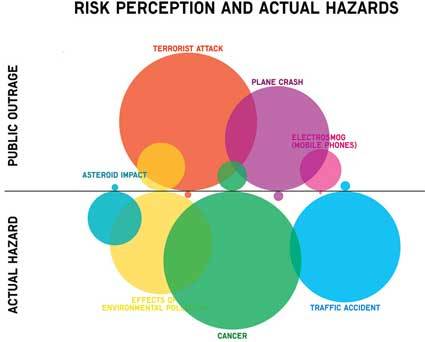 RISK PERCEPTION AND ACTUAL HAZARDS
PUBLIC OUTRAGE
TERRORIST ATTACK
PLANE CRASH
ELECTROSMOG
(MOBILE PHONES)
ASTEROID IMPACT
ACTUAL HAZARD
EFFECTS OF
ENVIRONMENTAL
TRAFFIC ACCIDENT
CANCER